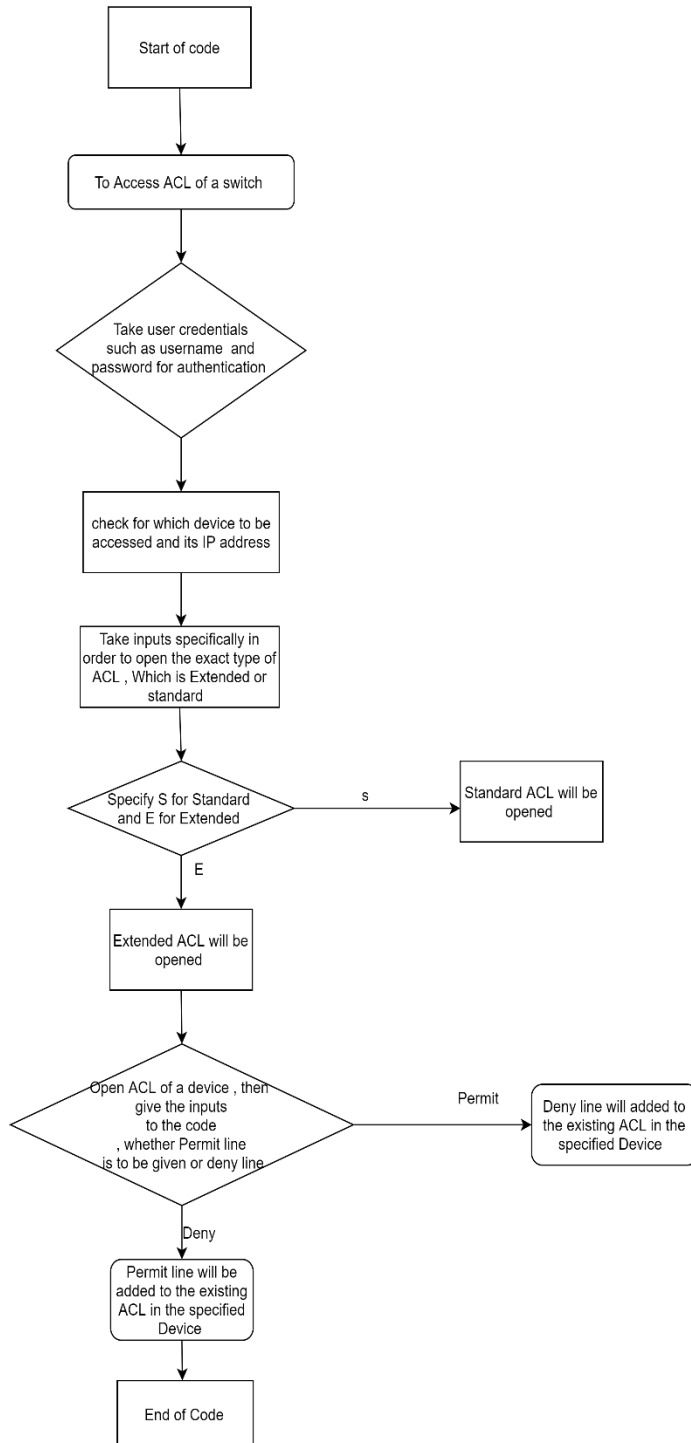 Start of code
To Access ACL of a switch
Take user credentials
such as username and
password for authentication
check for which device to be
accessed and its IP address
Take inputs specifically in
order to open the exact type of
ACL , Which is Extended or
standard
Specify S for Standard
and E for Extended
s
Standard ACL will be
opened
E
Extended ACL will be
opened
Open ACL of a device , then
give the inputs
to the code
, whether Permit line
is to be given or deny line
Permit
Deny line will added to
the existing ACL in the
specified Device
Deny
Permit line will be
added to the existing
ACL in the specified
Device
End of Code